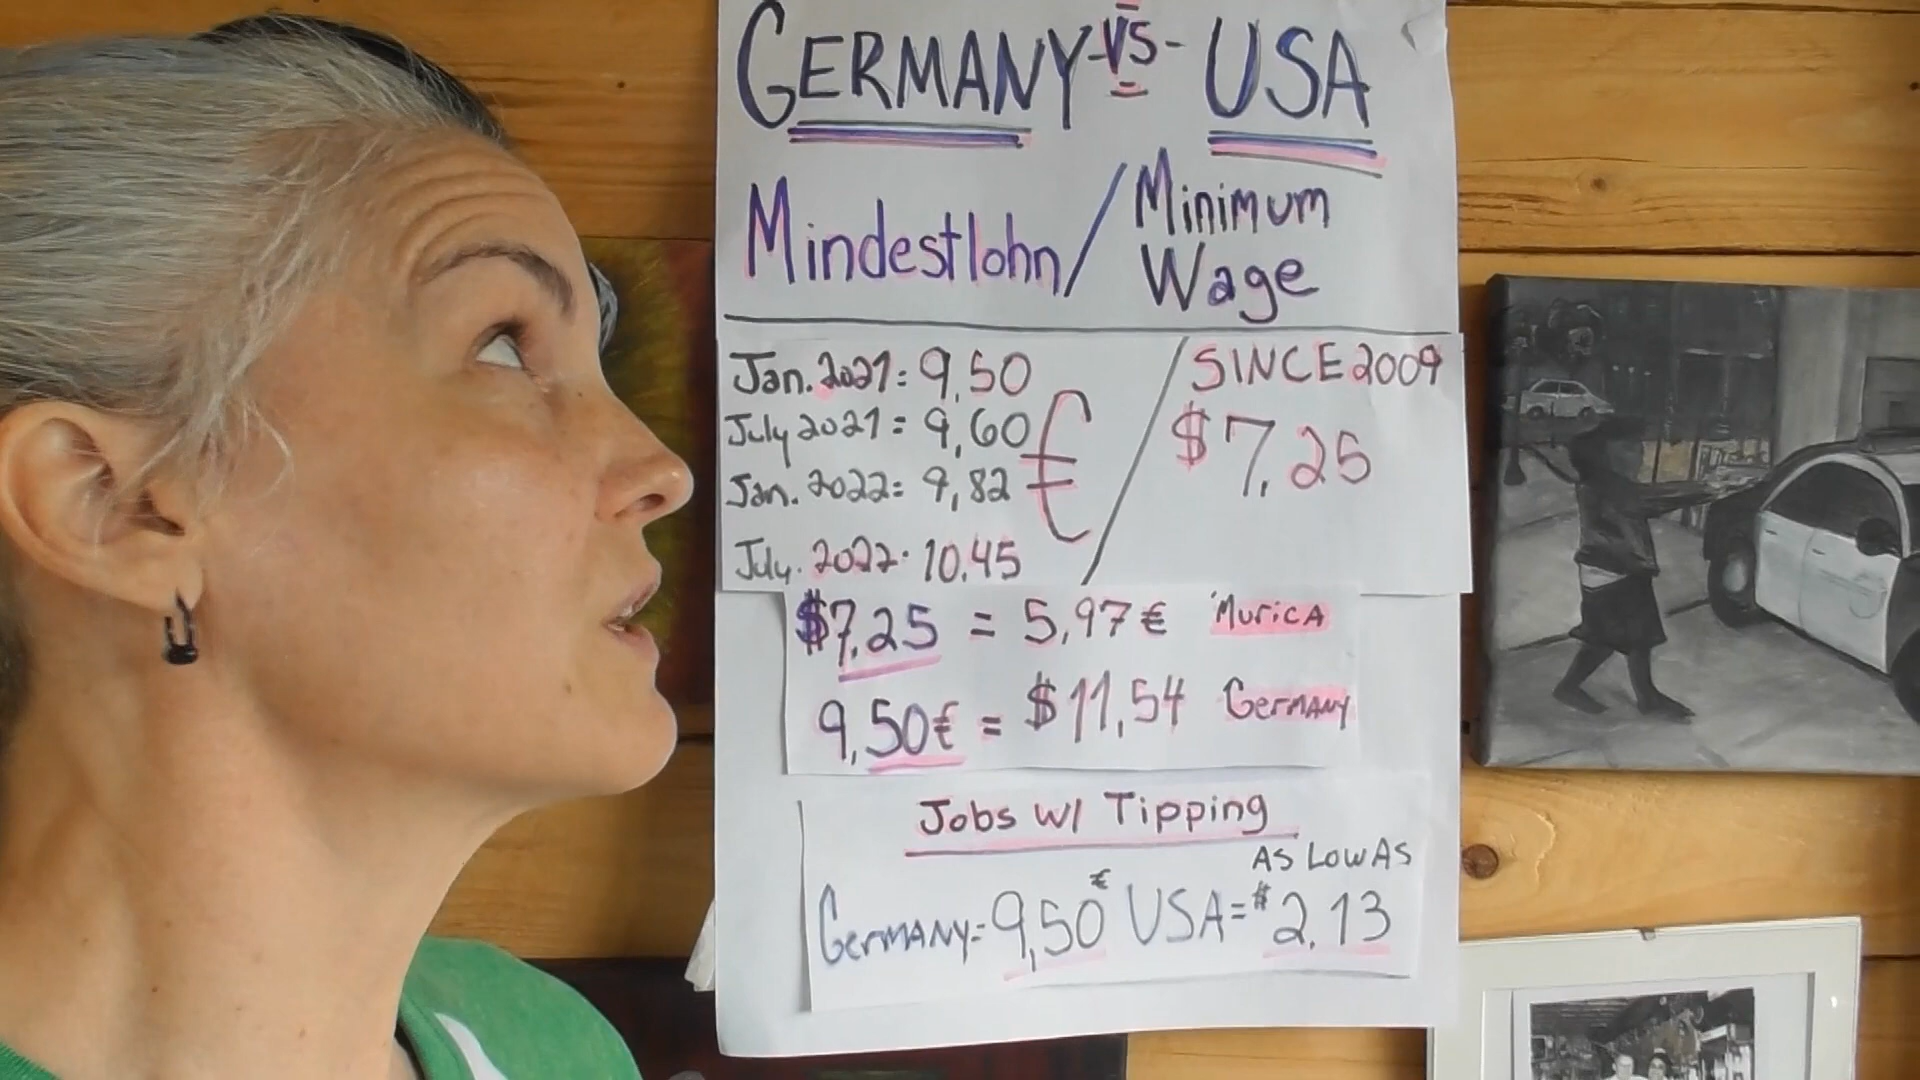 GERMANY -VS- USA
Mindestlohn / Minimum Wage
Jan. 2021: 9,50
July 2021 = 9,60
Jan. 2022 = 9,82
July. 2022. 10.45
€
/ SINCE 2009
$7,25
$7,25 = 5,97€ 'MuricA
9,50€ = $11,54 GERMANY
Jobs w/ Tipping
AS LOW AS
GERMANY = 9,50€ USA = $2,13